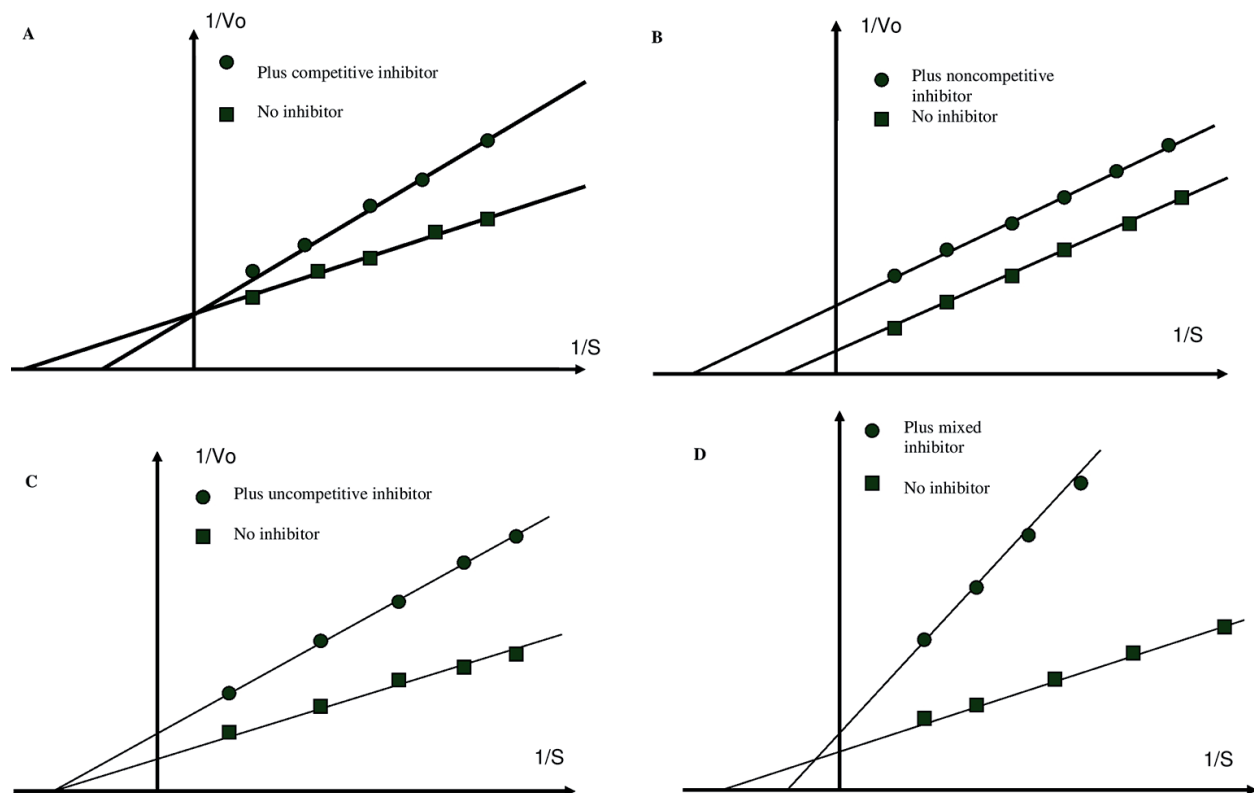 A
1/Vo
Plus competitive inhibitor
No inhibitor
1/S
B
1/Vo
Plus noncompetitive
inhibitor
No inhibitor
1/S
C
1/Vo
Plus uncompetitive inhibitor
No inhibitor
1/S
D
Plus mixed
inhibitor
No inhibitor
1/S